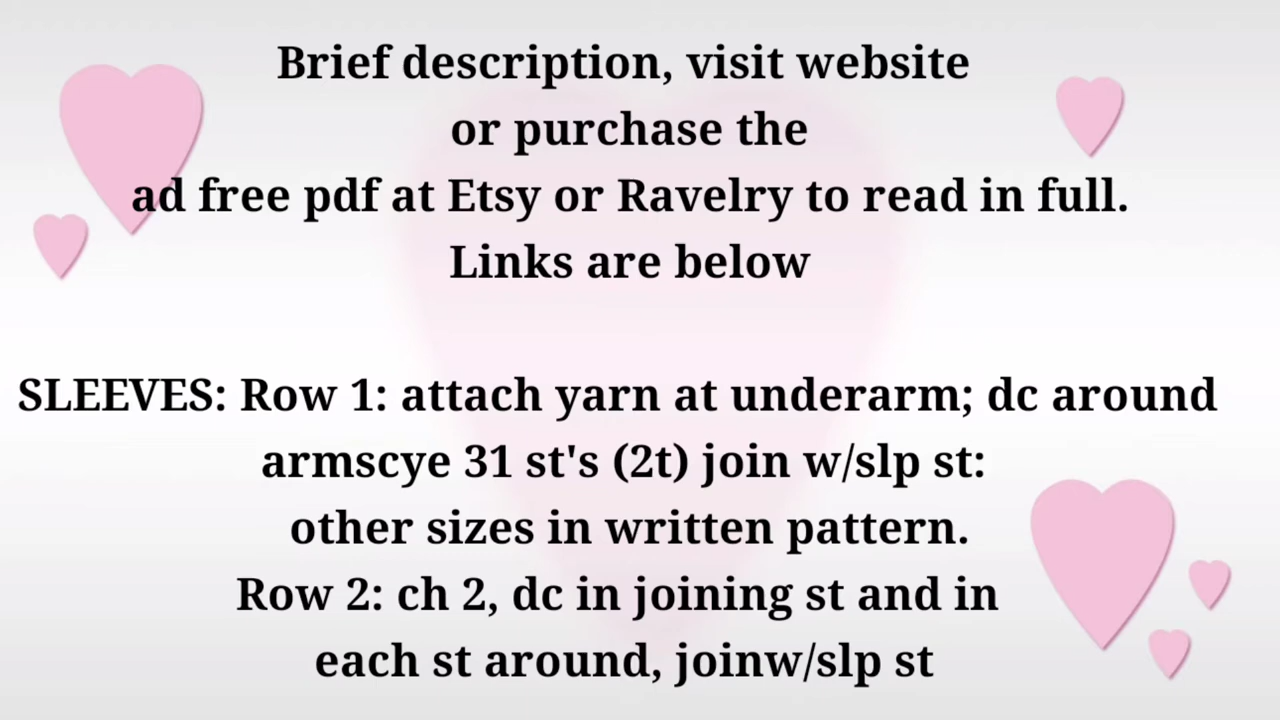 Brief description, visit website
or purchase the
ad free pdf at Etsy or Ravelry to read in full.
Links are below
SLEEVES: Row 1: attach yarn at underarm; dc around
armscye 31 st's (2t) join w/slp st:
other sizes in written pattern.
Row 2: ch 2, dc in joining st and in
each st around, joinw/slp st